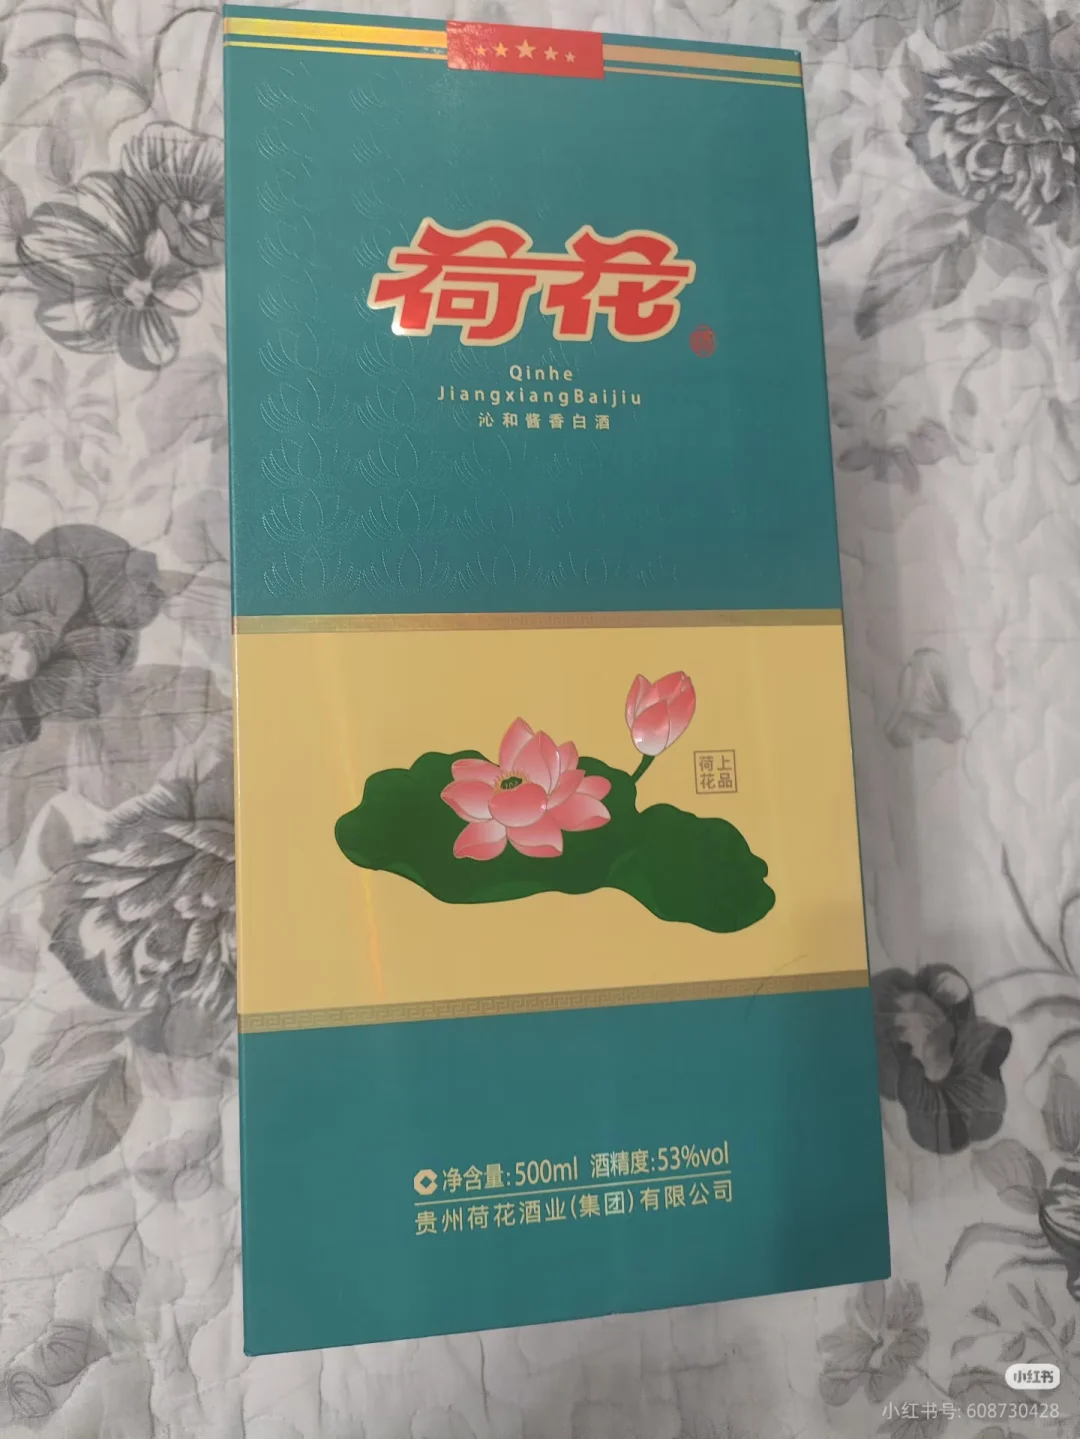 荷花
Qinhe
JiangxiangBaijiu
沁和酱香白酒
上品
荷花
净含量:500ml 酒精度:53%vol
贵州荷花酒业(集团)有限公司
小红书
小红书号: 608730428